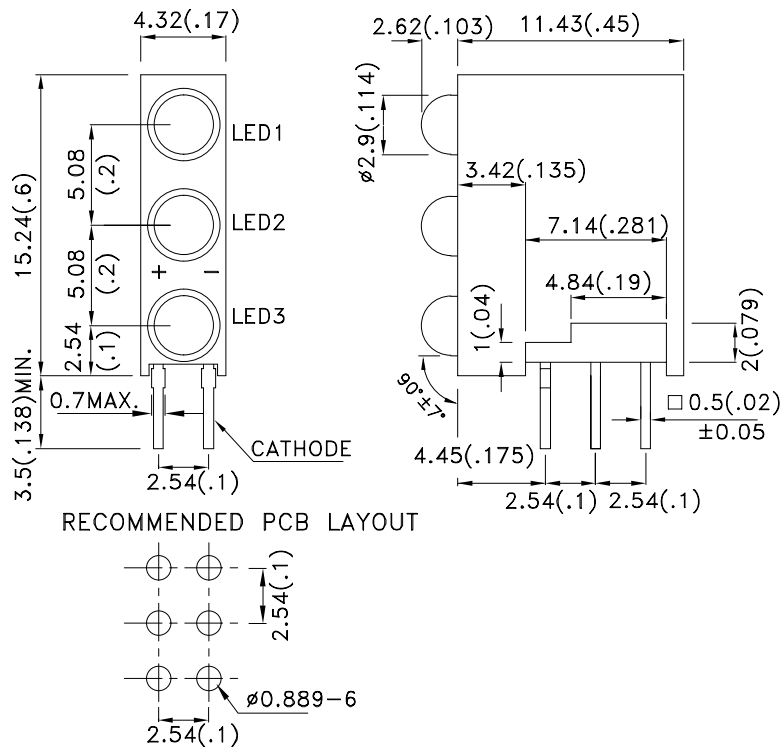 4.32(.17)
2.62(.103)
11.43(.45)
15.24(.6)
5.08
(.2)
5.08
(.2)
2.54
(.1)
LED1
LED2
+ −
LED3
ø2.9(.114)
3.42(.135)
7.14(.281)
4.84(.19)
1(.04)
2(.079)
3.5(.138)MIN.
0.7MAX.
CATHODE
2.54(.1)
90°±7°
□0.5(.02)
±0.05
4.45(.175)
2.54(.1)
2.54(.1)
RECOMMENDED PCB LAYOUT
2.54(.1)
ø0.889−6
2.54(.1)